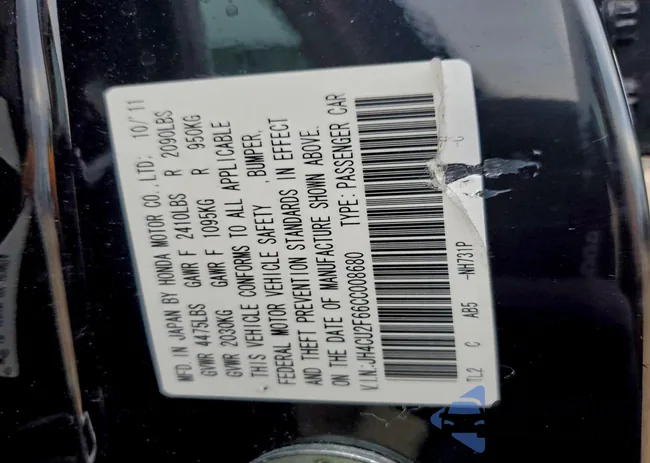 MFD. IN JAPAN BY HONDA MOTOR CO., LTD: 10/'11
GVWR 4475LBS GAWR F 2410LBS R 2090LBS
GVWR 2030KG GAWR F 1095KG R 950KG
THIS VEHICLE CONFORMS TO ALL APPLICABLE
FEDERAL MOTOR VEHICLE SAFETY , BUMPER,
AND THEFT PREVENTION STANDARDS IN EFFECT
ON THE DATE OF MANUFACTURE SHOWN ABOVE.
V.I.N.:JH4CU2F66CC008680 TYPE: PASSENGER CAR
-C
TL2 C AB5 -NH731P